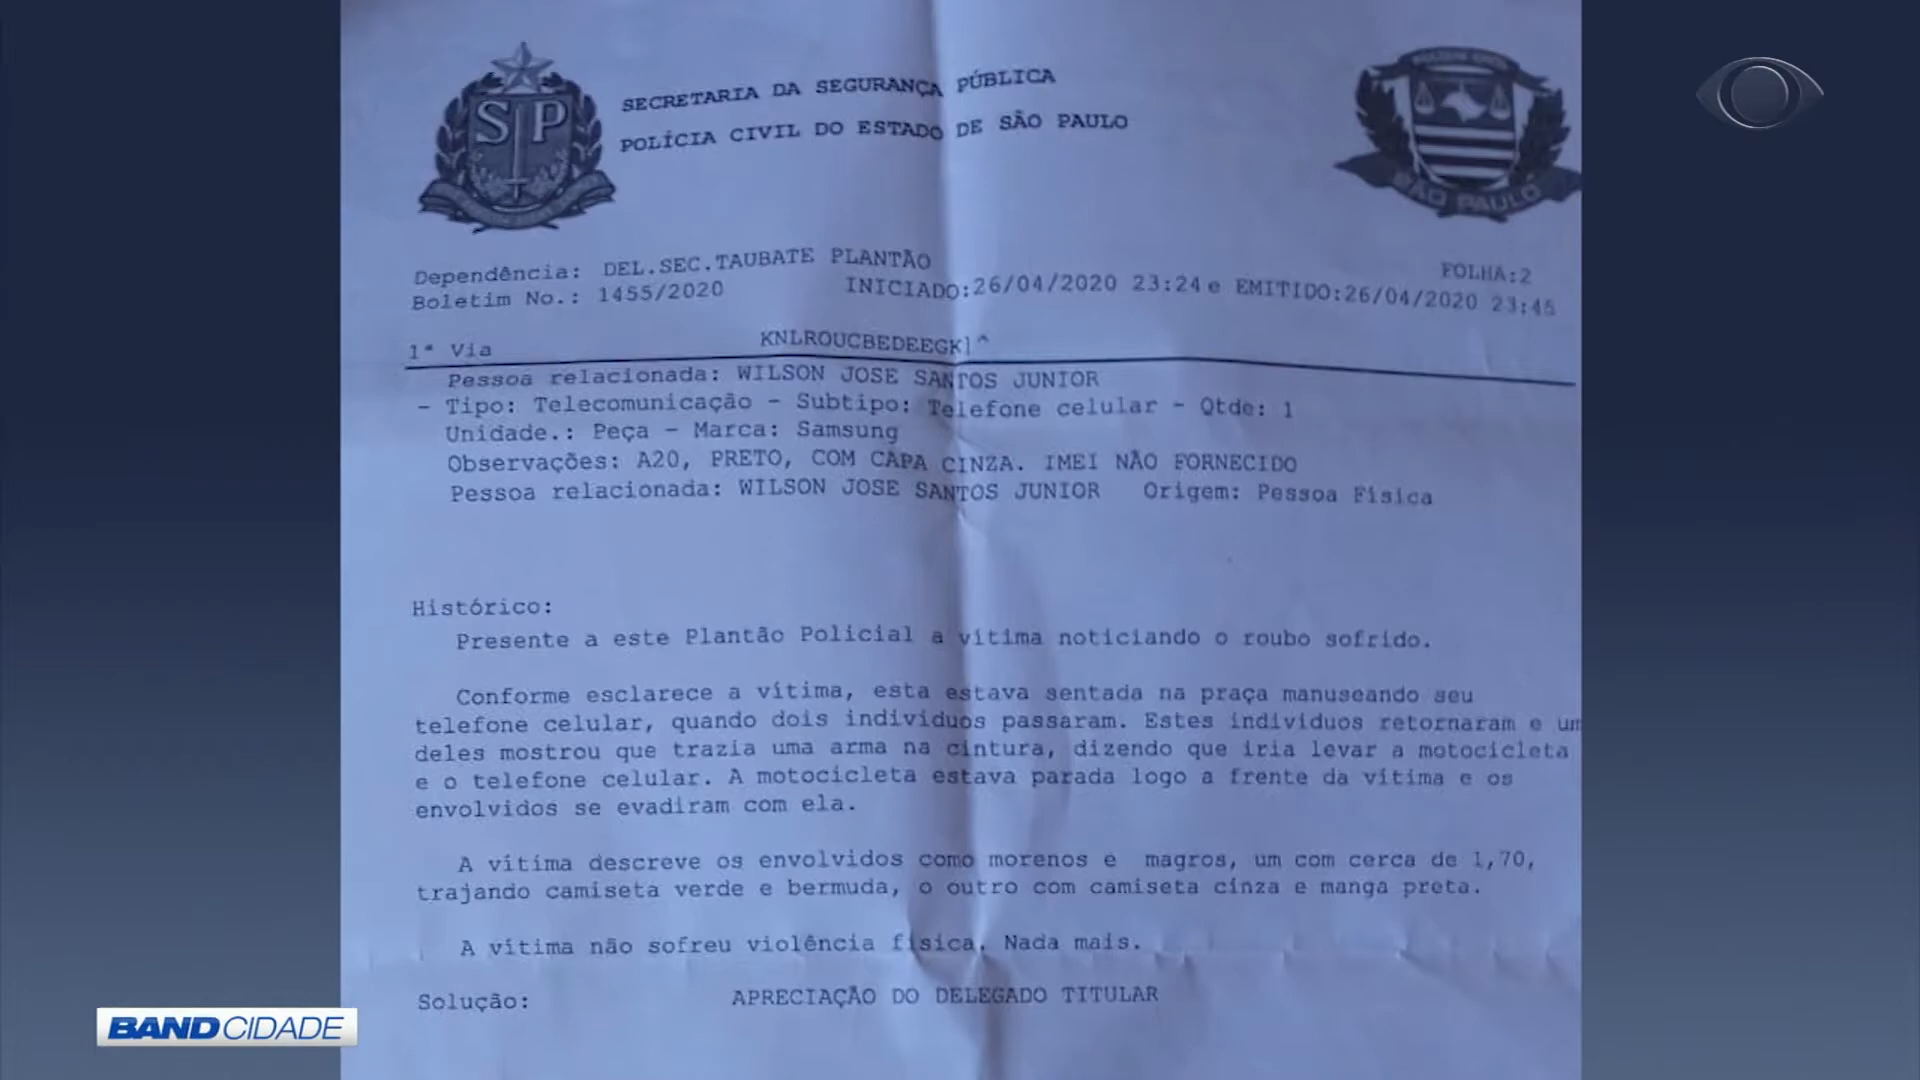 SECRETARIA DA SEGURANÇA PÚBLICA
POLÍCIA CIVIL DO ESTADO DE SÃO PAULO
SP
SÃO PAULO
Dependência: DEL.SEC.TAUBATE PLANTÃO
FOLHA:2
Boletim No.: 1455/2020 INICIADO:26/04/2020 23:24 e EMITIDO:26/04/2020 23:45
1ª Via KNLROUCBEDEEGK]^
Pessoa relacionada: WILSON JOSE SANTOS JUNIOR
- Tipo: Telecomunicação - Subtipo: Telefone celular - Qtde: 1
Unidade.: Peça - Marca: Samsung
Observações: A20, PRETO, COM CAPA CINZA. IMEI NÃO FORNECIDO
Pessoa relacionada: WILSON JOSE SANTOS JUNIOR Origem: Pessoa Física
Histórico:
Presente a este Plantão Policial a vítima noticiando o roubo sofrido.
Conforme esclarece a vítima, esta estava sentada na praça manuseando seu
telefone celular, quando dois indivíduos passaram. Estes indivíduos retornaram e um
deles mostrou que trazia uma arma na cintura, dizendo que iria levar a motocicleta
e o telefone celular. A motocicleta estava parada logo a frente da vítima e os
envolvidos se evadiram com ela.
A vítima descreve os envolvidos como morenos e magros, um com cerca de 1,70,
trajando camiseta verde e bermuda, o outro com camiseta cinza e manga preta.
A vítima não sofreu violência física. Nada mais.
Solução: APRECIAÇÃO DO DELEGADO TITULAR
BAND CIDADE